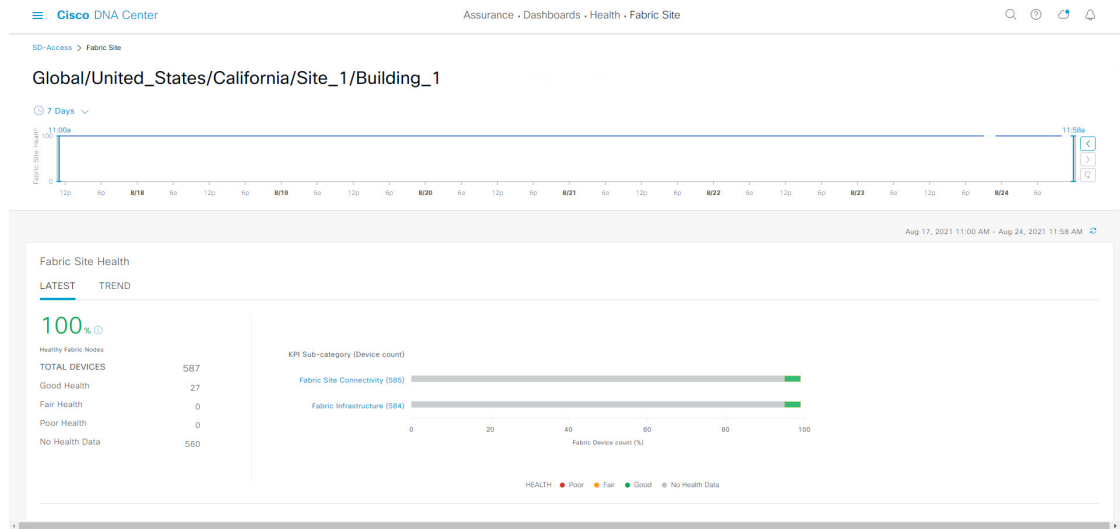 Cisco DNA Center
Assurance • Dashboards • Health • Fabric Site
SD-Access > Fabric Site
Global/United_States/California/Site_1/Building_1
7 Days
11:00a 11:58a
Fabric Site Health
100
0
12p 6p 8/18 6a 12p 6p 8/19 6a 12p 6p 8/20 6a 12p 6p 8/21 6a 12p 6p 8/22 6a 12p 6p 8/23 6a 12p 6p 8/24 6a
Aug 17, 2021 11:00 AM - Aug 24, 2021 11:58 AM
Fabric Site Health
LATEST TREND
100%
Healthy Fabric Nodes
TOTAL DEVICES 587
Good Health 27
Fair Health 0
Poor Health 0
No Health Data 560
KPI Sub-category (Device count)
Fabric Site Connectivity (585)
Fabric Infrastructure (584)
0 20 40 60 80 100
Fabric Device count (%)
HEALTH Poor Fair Good No Health Data